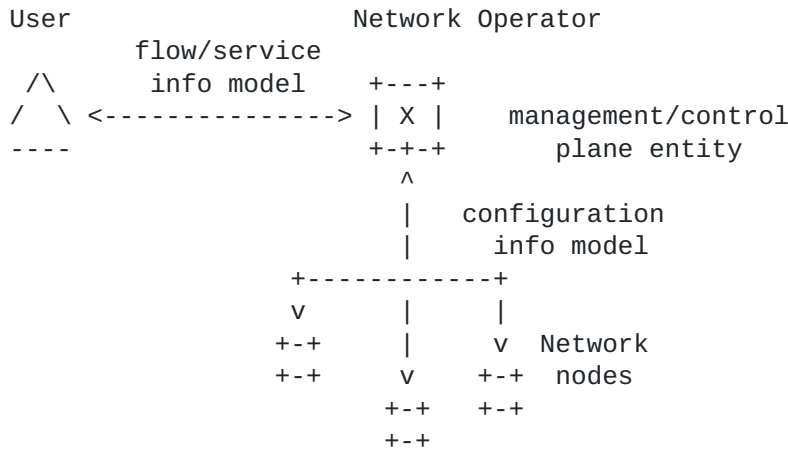 User                  Network Operator
        flow/service
 /\      info model    +---+
/  \ <---------------> | X |    management/control
----                   +-+-+       plane entity
                         ^
                         |   configuration
                         |     info model
                  +------------+
                  v      |     |
                 +-+     |     v  Network
                 +-+     v    +-+  nodes
                        +-+   +-+
                        +-+